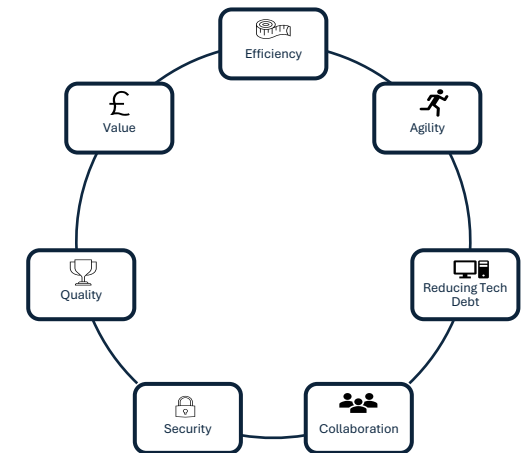 Efficiency
Agility
Reducing Tech
Debt
Collaboration
Security
Quality
£
Value